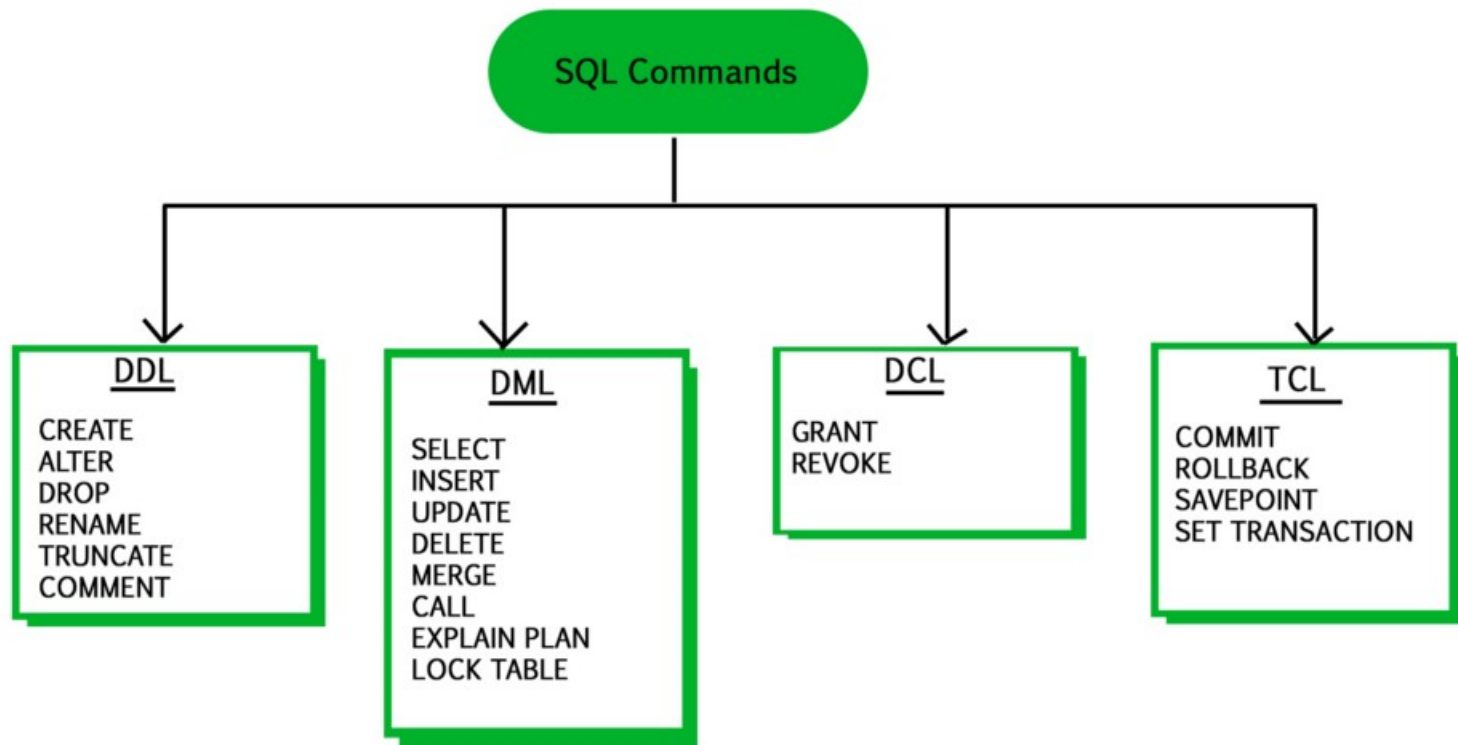 SQL Commands
DDL
CREATE
ALTER
DROP
RENAME
TRUNCATE
COMMENT
DML
SELECT
INSERT
UPDATE
DELETE
MERGE
CALL
EXPLAIN PLAN
LOCK TABLE
DCL
GRANT
REVOKE
TCL
COMMIT
ROLLBACK
SAVEPOINT
SET TRANSACTION